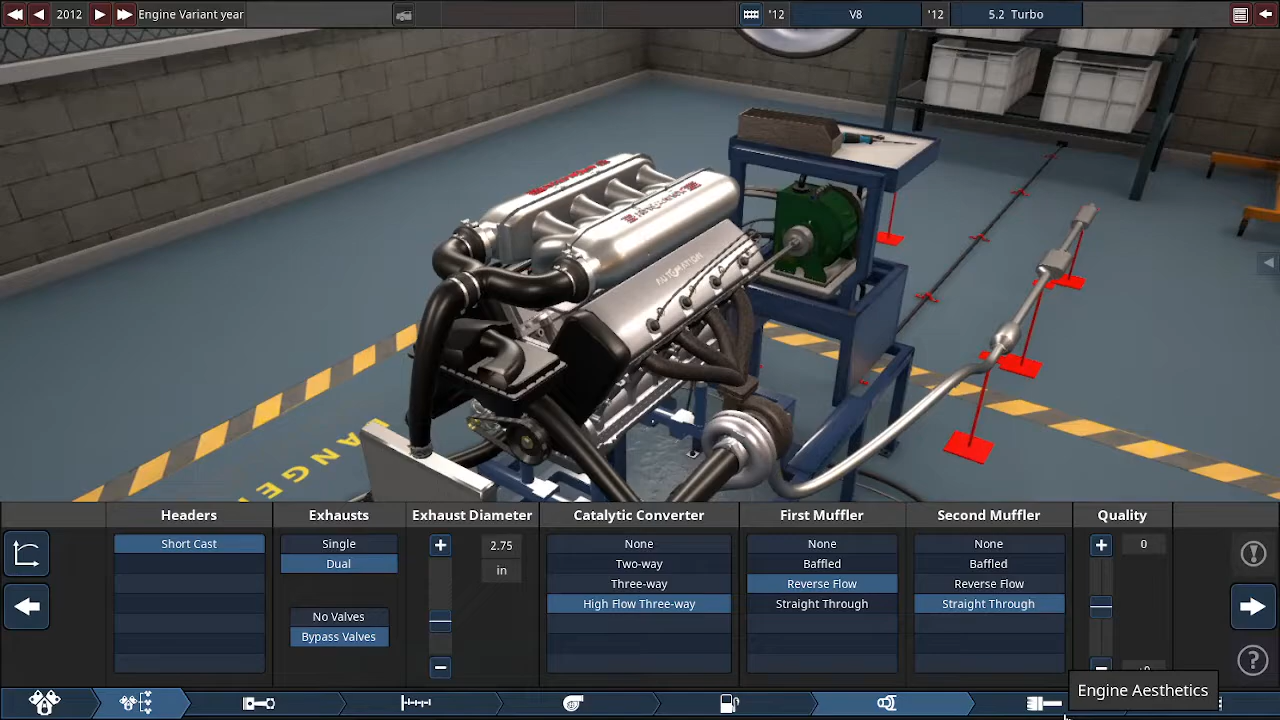 2012 Engine Variant year '12 V8 '12 5.2 Turbo
AUTOMATION
DANGER
Headers Exhausts Exhaust Diameter Catalytic Converter First Muffler Second Muffler Quality
Short Cast Single 2.75 None None None 0
Dual in Two-way Baffled Baffled
Three-way Reverse Flow Reverse Flow
No Valves High Flow Three-way Straight Through Straight Through
Bypass Valves
Engine Aesthetics